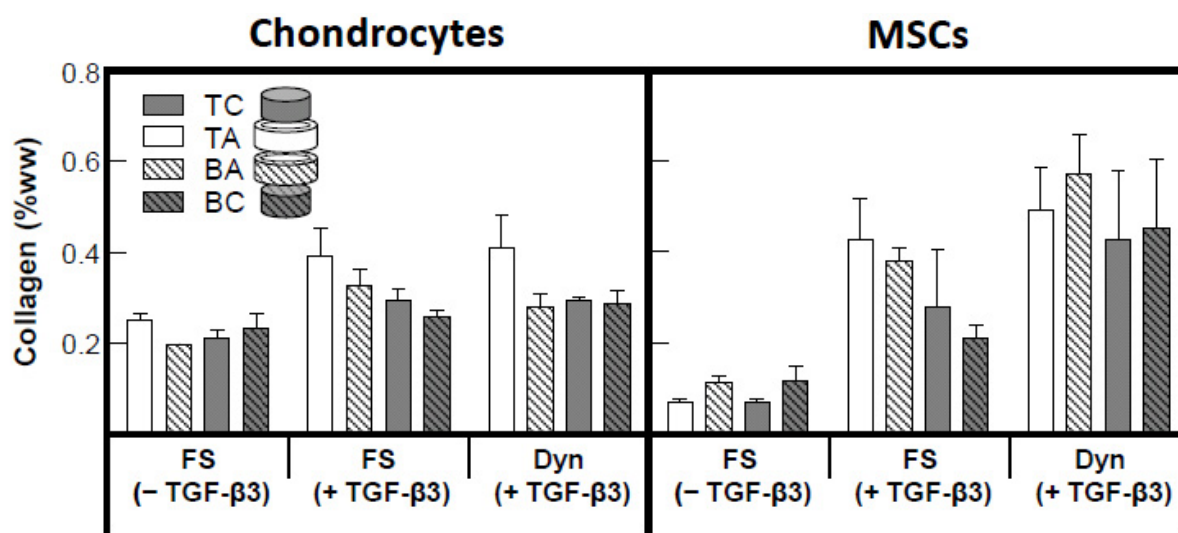 Chondrocytes MSCs
0.8
0.6
0.4
0.2
Collagen (%ww)
TC
TA
BA
BC
FS FS Dyn FS FS Dyn
(− TGF-β3) (+ TGF-β3) (+ TGF-β3) (− TGF-β3) (+ TGF-β3) (+ TGF-β3)